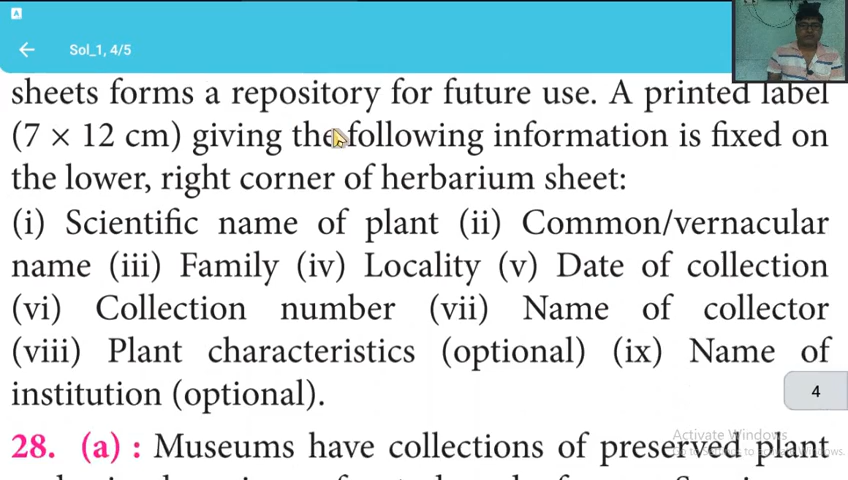 A
Sol_1, 4/5
sheets forms a repository for future use. A printed label
(7 × 12 cm) giving the following information is fixed on
the lower, right corner of herbarium sheet:
(i) Scientific name of plant (ii) Common/vernacular
name (iii) Family (iv) Locality (v) Date of collection
(vi) Collection number (vii) Name of collector
(viii) Plant characteristics (optional) (ix) Name of
institution (optional).
4
28. (a) : Museums have collections of preserved plant
Activate Windows